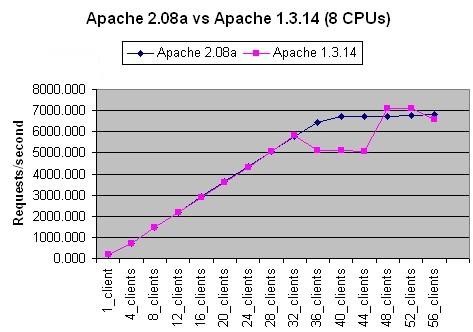 Apache 2.08a vs Apache 1.3.14 (8 CPUs)
Apache 2.08a Apache 1.3.14
Requests/second
8000.000
7000.000
6000.000
5000.000
4000.000
3000.000
2000.000
1000.000
0.000
1_client
4_clients
8_clients
12_clients
16_clients
20_clients
24_clients
28_clients
32_clients
36_clients
40_clients
44_clients
48_clients
52_clients
56_clients